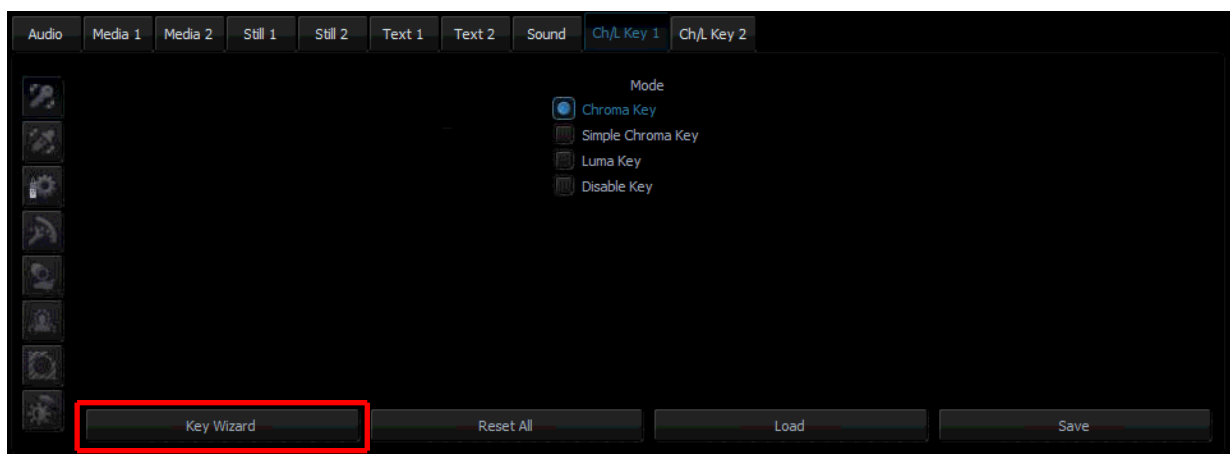 Audio Media 1 Media 2 Still 1 Still 2 Text 1 Text 2 Sound Ch/L Key 1 Ch/L Key 2
Mode
Chroma Key
Simple Chroma Key
Luma Key
Disable Key
Key Wizard Reset All Load Save